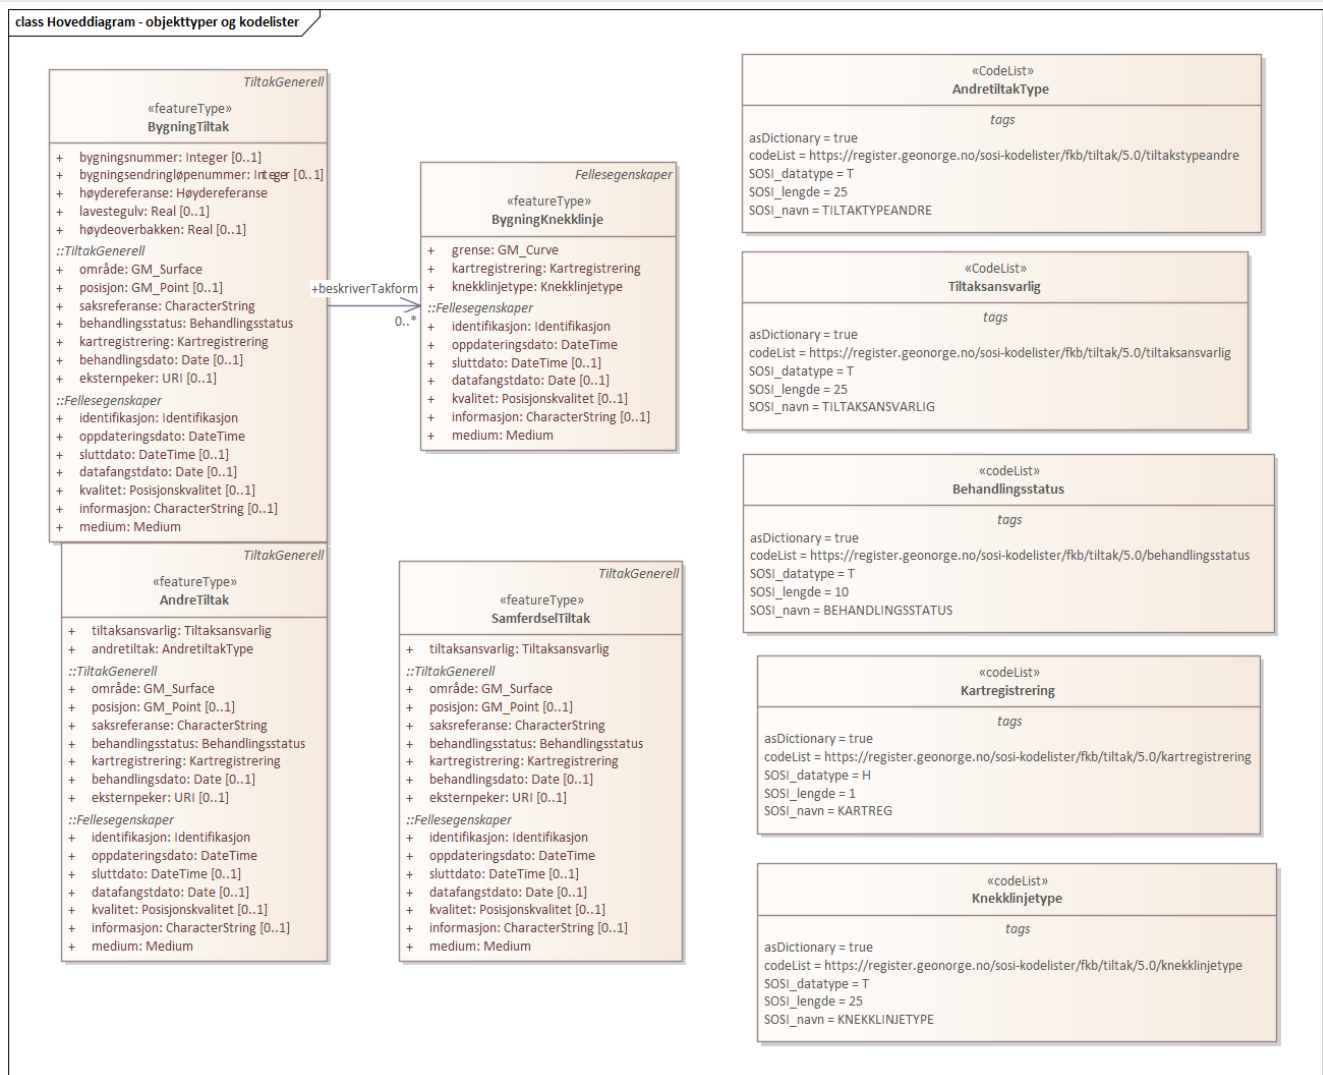 class Hoveddiagram - objekttyper og kodelister
TiltakGenerell
«featureType»
BygningTiltak
+ bygningsnummer: Integer [0..1]
+ bygningsendringløpenummer: Integer [0..1]
+ høydereferanse: Høydereferanse
+ lavestegulv: Real [0..1]
+ høydeoverbakken: Real [0..1]
::TiltakGenerell
+ område: GM_Surface
+ posisjon: GM_Point [0..1]
+ saksreferanse: CharacterString
+ behandlingsstatus: Behandlingsstatus
+ kartregistrering: Kartregistrering
+ behandlingsdato: Date [0..1]
+ eksternpeker: URI [0..1]
::Fellesegenskaper
+ identifikasjon: Identifikasjon
+ oppdateringsdato: DateTime
+ sluttdato: DateTime [0..1]
+ datafangstdato: Date [0..1]
+ kvalitet: Posisjonskvalitet [0..1]
+ informasjon: CharacterString [0..1]
+ medium: Medium
+beskriverTakform
0..*
Fellesegenskaper
«featureType»
BygningKnekklinje
+ grense: GM_Curve
+ kartregistrering: Kartregistrering
+ knekklinjetype: Knekklinjetype
::Fellesegenskaper
+ identifikasjon: Identifikasjon
+ oppdateringsdato: DateTime
+ sluttdato: DateTime [0..1]
+ datafangstdato: Date [0..1]
+ kvalitet: Posisjonskvalitet [0..1]
+ informasjon: CharacterString [0..1]
+ medium: Medium
TiltakGenerell
«featureType»
AndreTiltak
+ tiltaksansvarlig: Tiltaksansvarlig
+ andretiltak: AndretiltakType
::TiltakGenerell
+ område: GM_Surface
+ posisjon: GM_Point [0..1]
+ saksreferanse: CharacterString
+ behandlingsstatus: Behandlingsstatus
+ kartregistrering: Kartregistrering
+ behandlingsdato: Date [0..1]
+ eksternpeker: URI [0..1]
::Fellesegenskaper
+ identifikasjon: Identifikasjon
+ oppdateringsdato: DateTime
+ sluttdato: DateTime [0..1]
+ datafangstdato: Date [0..1]
+ kvalitet: Posisjonskvalitet [0..1]
+ informasjon: CharacterString [0..1]
+ medium: Medium
TiltakGenerell
«featureType»
SamferdselTiltak
+ tiltaksansvarlig: Tiltaksansvarlig
::TiltakGenerell
+ område: GM_Surface
+ posisjon: GM_Point [0..1]
+ saksreferanse: CharacterString
+ behandlingsstatus: Behandlingsstatus
+ kartregistrering: Kartregistrering
+ behandlingsdato: Date [0..1]
+ eksternpeker: URI [0..1]
::Fellesegenskaper
+ identifikasjon: Identifikasjon
+ oppdateringsdato: DateTime
+ sluttdato: DateTime [0..1]
+ datafangstdato: Date [0..1]
+ kvalitet: Posisjonskvalitet [0..1]
+ informasjon: CharacterString [0..1]
+ medium: Medium
«CodeList»
AndretiltakType
tags
asDictionary = true
codeList = https://register.geonorge.no/sosi-kodelister/fkb/tiltak/5.0/tiltakstypeandre
SOSI_datatype = T
SOSI_lengde = 25
SOSI_navn = TILTAKTYPEANDRE
«CodeList»
Tiltaksansvarlig
tags
asDictionary = true
codeList = https://register.geonorge.no/sosi-kodelister/fkb/tiltak/5.0/tiltaksansvarlig
SOSI_datatype = T
SOSI_lengde = 25
SOSI_navn = TILTAKSANSVARLIG
«codeList»
Behandlingsstatus
tags
asDictionary = true
codeList = https://register.geonorge.no/sosi-kodelister/fkb/tiltak/5.0/behandlingsstatus
SOSI_datatype = T
SOSI_lengde = 10
SOSI_navn = BEHANDLINGSSTATUS
«codeList»
Kartregistrering
tags
asDictionary = true
codeList = https://register.geonorge.no/sosi-kodelister/fkb/tiltak/5.0/kartregistrering
SOSI_datatype = H
SOSI_lengde = 1
SOSI_navn = KARTREG
«codeList»
Knekklinjetype
tags
asDictionary = true
codeList = https://register.geonorge.no/sosi-kodelister/fkb/tiltak/5.0/knekklinjetype
SOSI_datatype = T
SOSI_lengde = 25
SOSI_navn = KNEKKLINJETYPE